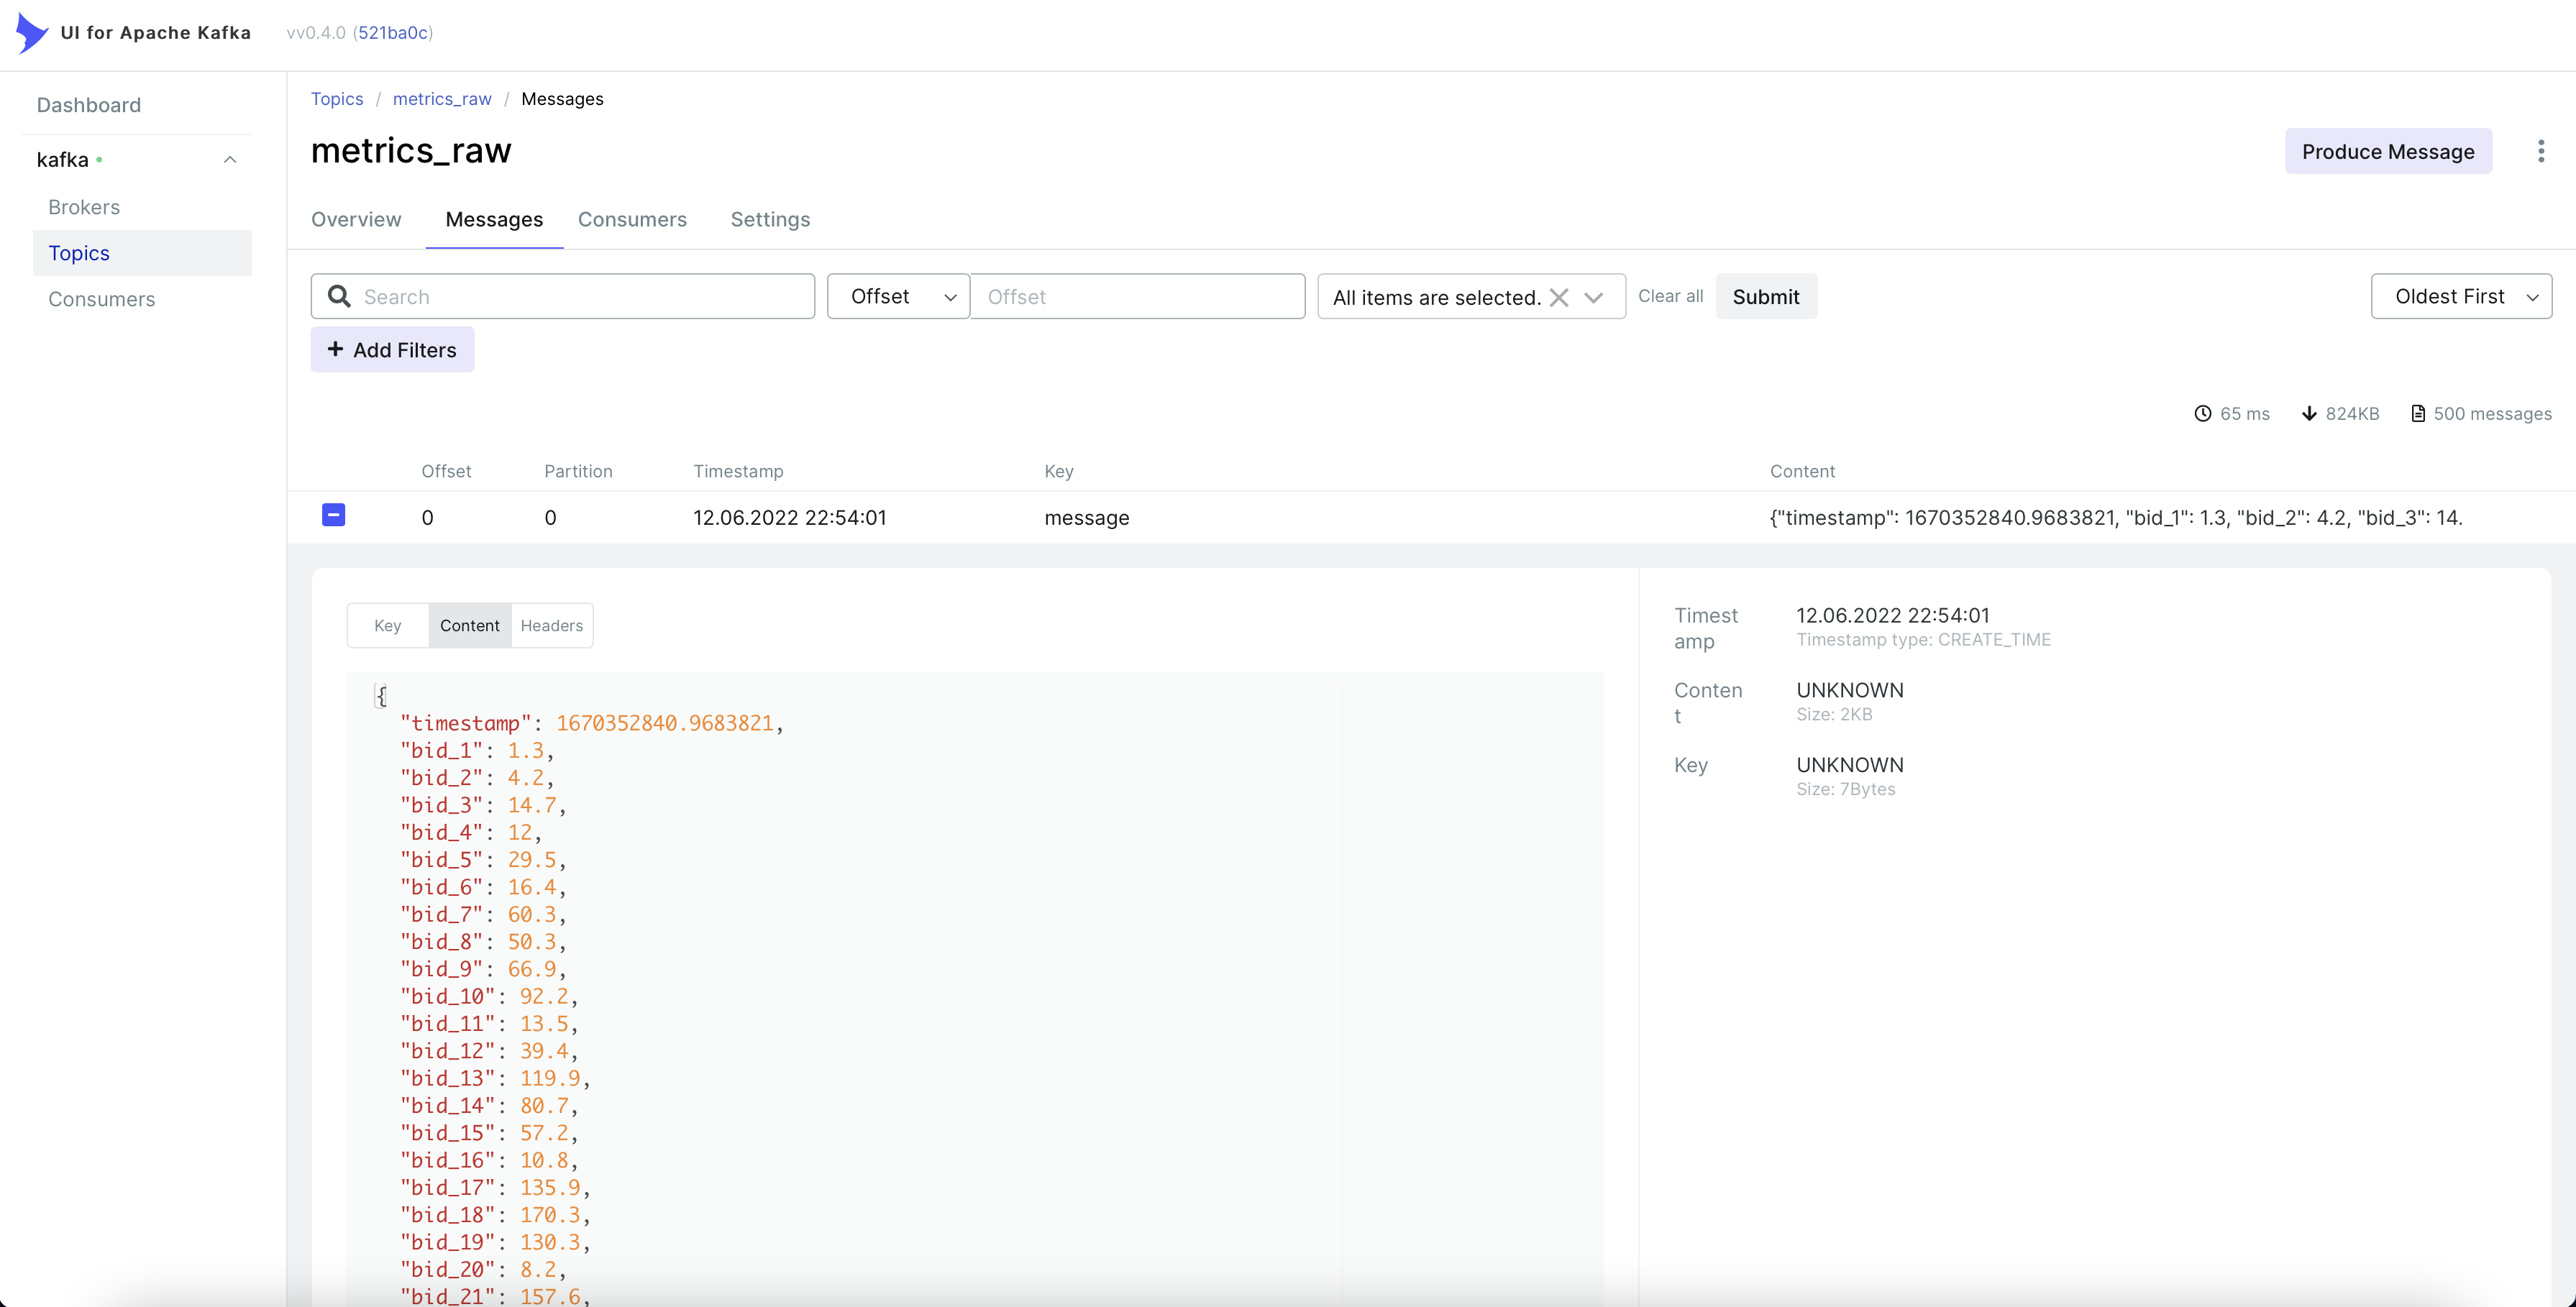 UI for Apache Kafka vv0.4.0 (521ba0c)
Dashboard
kafka
Brokers
Topics
Consumers
Topics / metrics_raw / Messages
metrics_raw
Produce Message
Overview Messages Consumers Settings
Search Offset Offset All items are selected. Clear all Submit Oldest First
Add Filters
65 ms 824KB 500 messages
Offset Partition Timestamp Key Content
0 0 12.06.2022 22:54:01 message {"timestamp": 1670352840.9683821, "bid_1": 1.3, "bid_2": 4.2, "bid_3": 14.
Key Content Headers
{
"timestamp": 1670352840.9683821,
"bid_1": 1.3,
"bid_2": 4.2,
"bid_3": 14.7,
"bid_4": 12,
"bid_5": 29.5,
"bid_6": 16.4,
"bid_7": 60.3,
"bid_8": 50.3,
"bid_9": 66.9,
"bid_10": 92.2,
"bid_11": 13.5,
"bid_12": 39.4,
"bid_13": 119.9,
"bid_14": 80.7,
"bid_15": 57.2,
"bid_16": 10.8,
"bid_17": 135.9,
"bid_18": 170.3,
"bid_19": 130.3,
"bid_20": 8.2,
"bid_21": 157.6,
Timest
amp
12.06.2022 22:54:01
Timestamp type: CREATE_TIME
Conten
t
UNKNOWN
Size: 2KB
Key
UNKNOWN
Size: 7Bytes